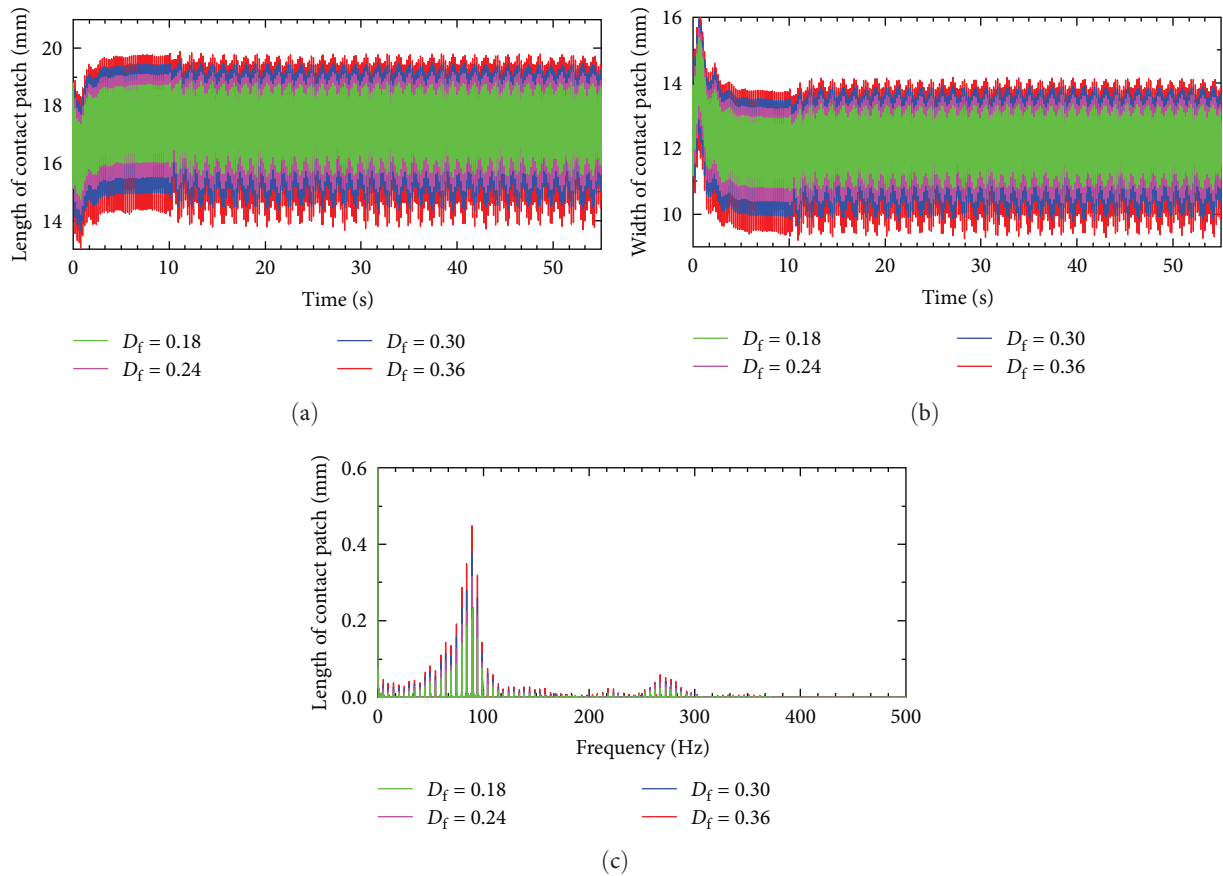 Length of contact patch (mm)
20
18
16
14
0
10
20
30
40
50
Time (s)
D_f = 0.18
D_f = 0.24
D_f = 0.30
D_f = 0.36
(a)
Width of contact patch (mm)
16
14
12
10
0
10
20
30
40
50
Time (s)
D_f = 0.18
D_f = 0.24
D_f = 0.30
D_f = 0.36
(b)
Length of contact patch (mm)
0.6
0.4
0.2
0.0
0
100
200
300
400
500
Frequency (Hz)
D_f = 0.18
D_f = 0.24
D_f = 0.30
D_f = 0.36
(c)